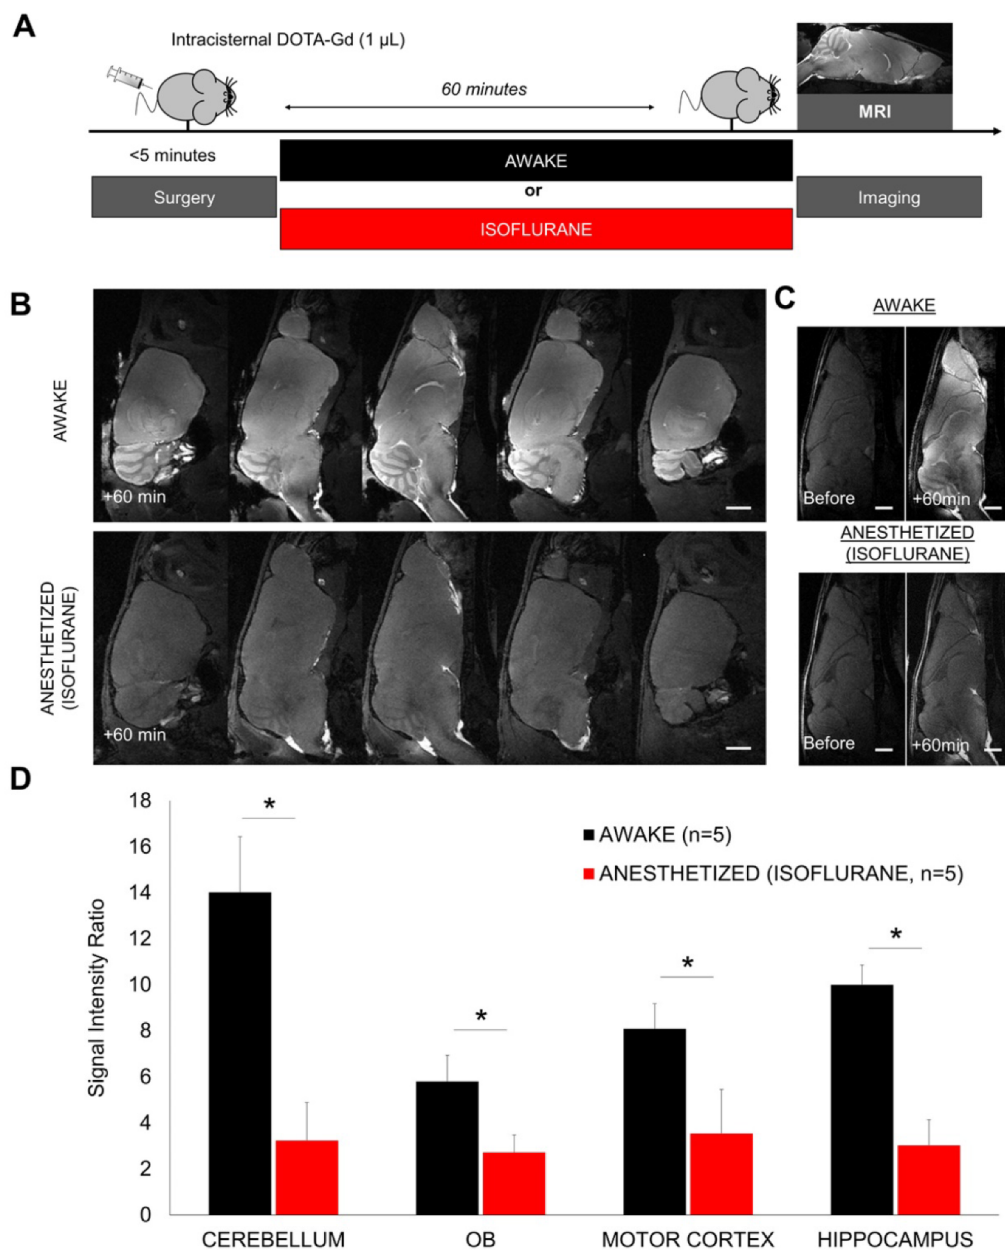 A
Intracisternal DOTA-Gd (1 µL)
60 minutes
MRI
<5 minutes
AWAKE
or
Surgery
Imaging
ISOFLURANE
B
AWAKE
+60 min
ANESTHETIZED
(ISOFLURANE)
+60 min
C
AWAKE
Before
+60min
ANESTHETIZED
(ISOFLURANE)
Before
+60min
D
Signal Intensity Ratio
18
16
14
12
10
8
6
4
2
0
*
*
*
*
AWAKE (n=5)
ANESTHETIZED (ISOFLURANE, n=5)
CEREBELLUM
OB
MOTOR CORTEX
HIPPOCAMPUS